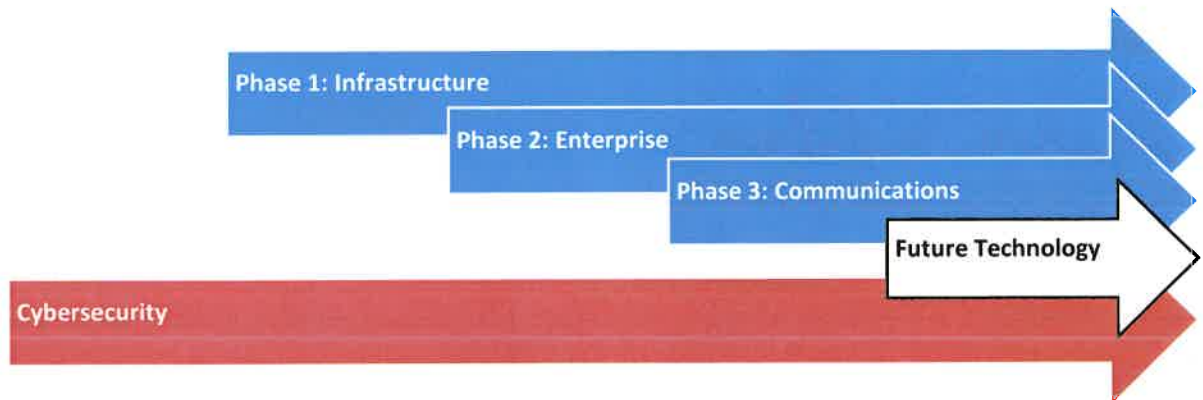 Phase 1: Infrastructure
Phase 2: Enterprise
Phase 3: Communications
Future Technology
Cybersecurity